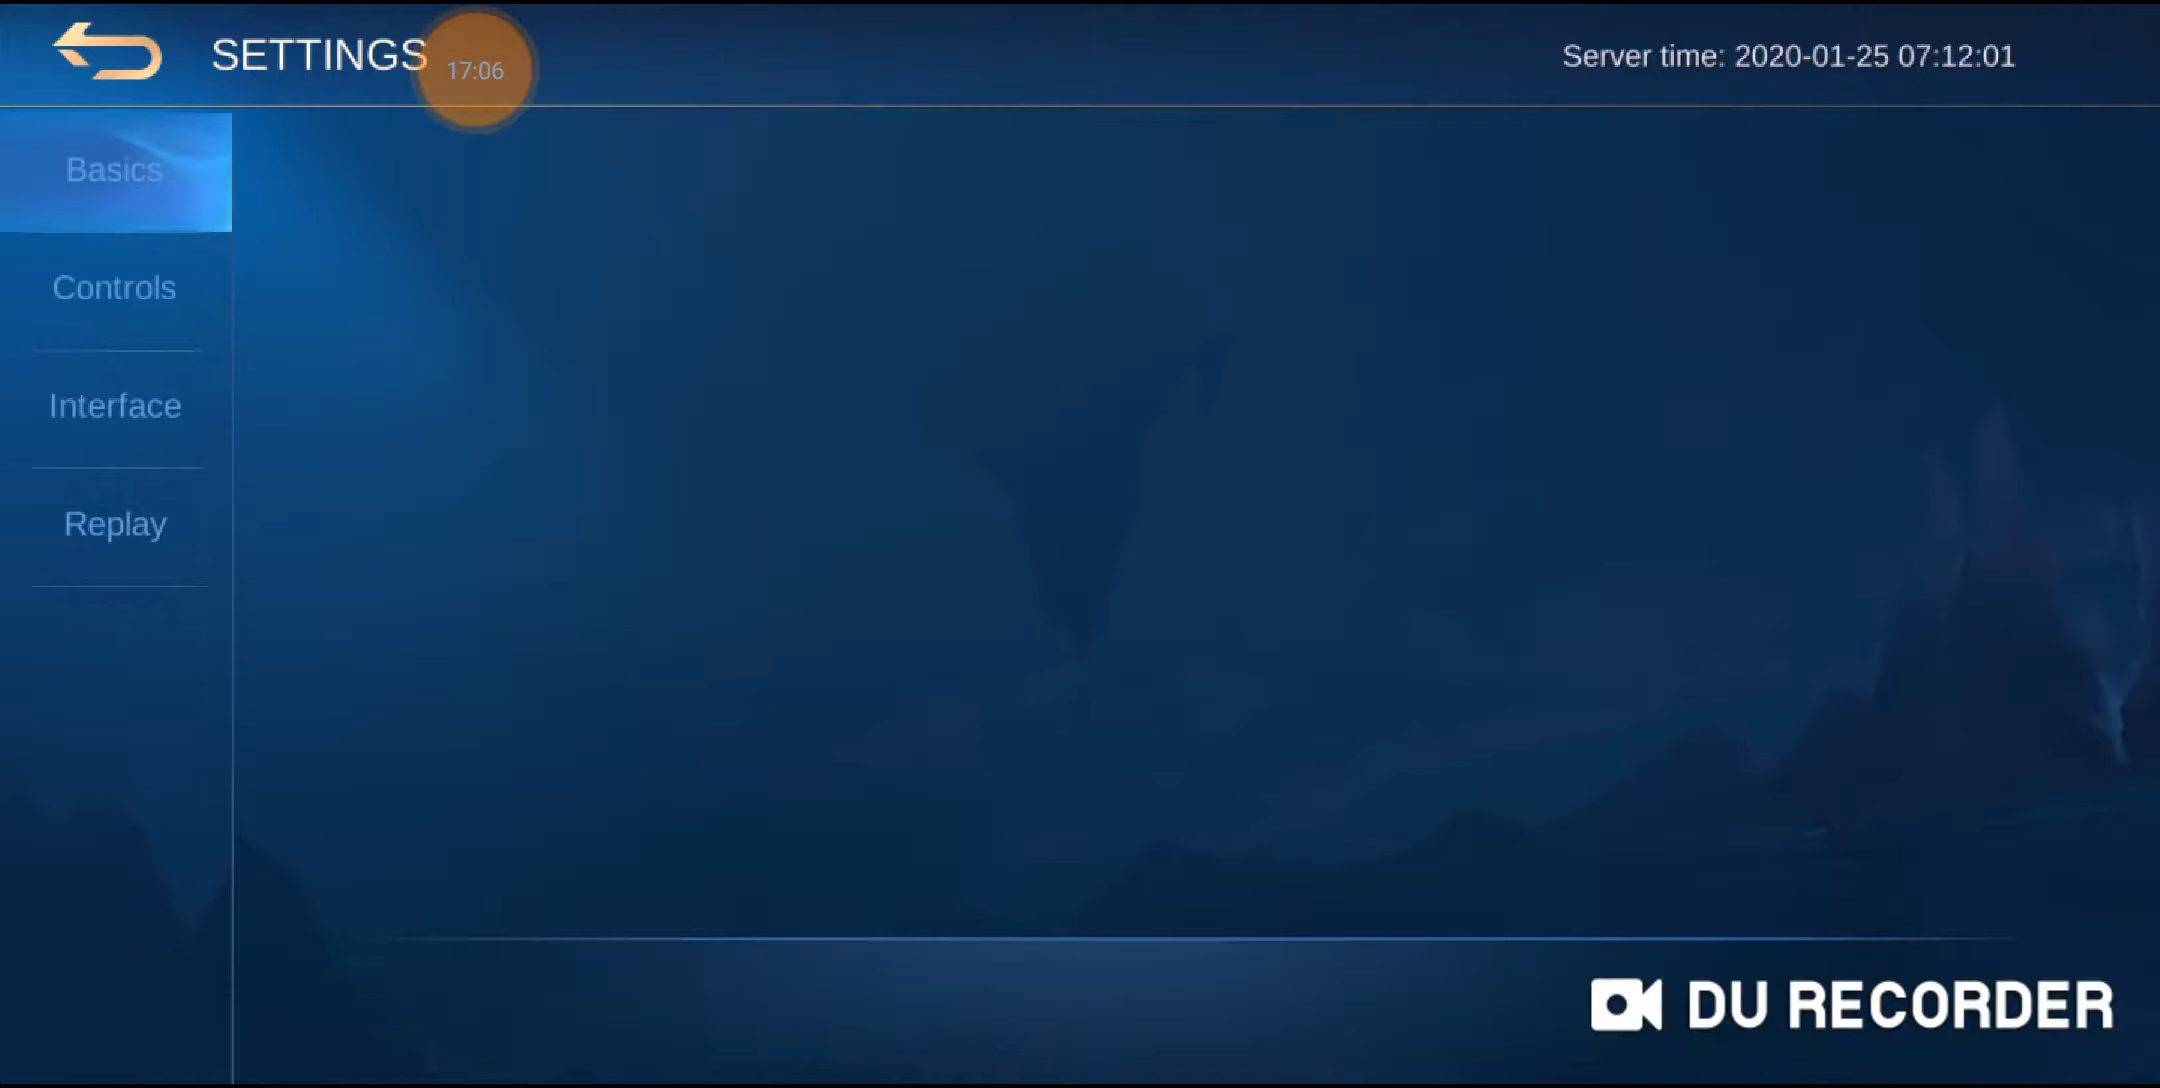 SETTINGS
17:06
Server time: 2020-01-25 07:12:01
Basics
Controls
Interface
Replay
DU RECORDER